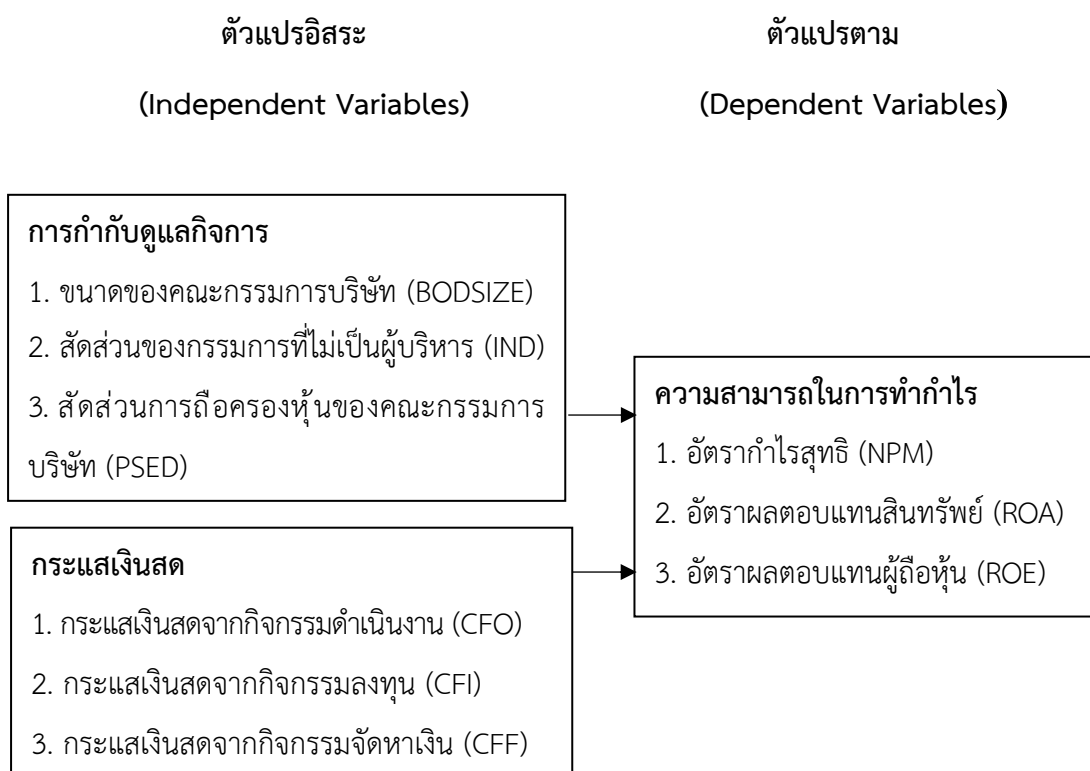 ตัวแปรอิสระ
(Independent Variables)
ตัวแปรตาม
(Dependent Variables)
การกำกับดูแลกิจการ
1. ขนาดของคณะกรรมการบริษัท (BODSIZE)
2. สัดส่วนของกรรมการที่ไม่เป็นผู้บริหาร (IND)
3. สัดส่วนการถือครองหุ้นของคณะกรรมการ
บริษัท (PSED)
กระแสเงินสด
1. กระแสเงินสดจากกิจกรรมดำเนินงาน (CFO)
2. กระแสเงินสดจากกิจกรรมลงทุน (CFI)
3. กระแสเงินสดจากกิจกรรมจัดหาเงิน (CFF)
ความสามารถในการทำกำไร
1. อัตรากำไรสุทธิ (NPM)
2. อัตราผลตอบแทนสินทรัพย์ (ROA)
3. อัตราผลตอบแทนผู้ถือหุ้น (ROE)